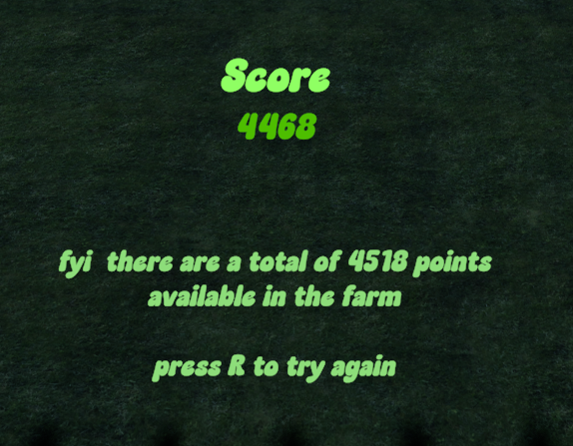 Score
4468
fyi  there are a total of 4518 points
available in the farm
press R to try again